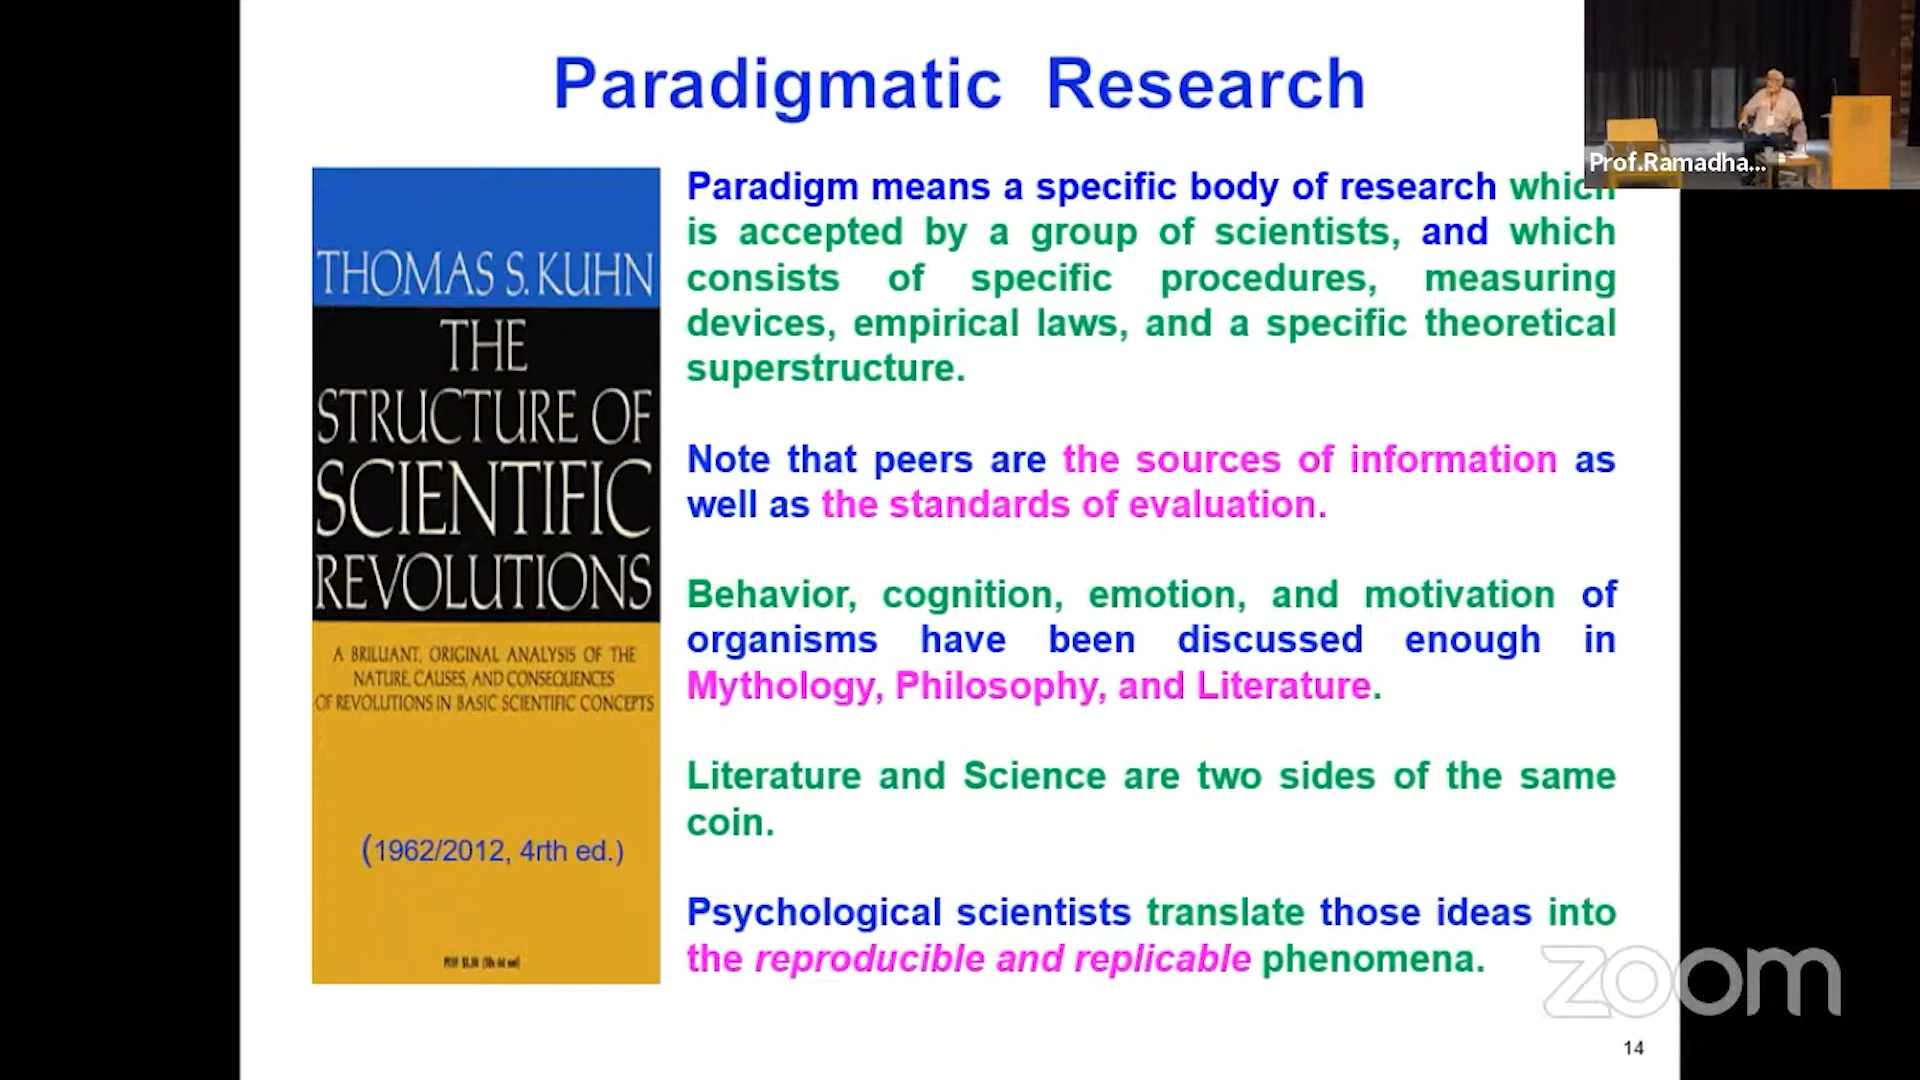 Paradigmatic Research
Prof.Ramadha...
THOMAS S. KUHN
THE
STRUCTURE OF
SCIENTIFIC
REVOLUTIONS
A BRILLIANT, ORIGINAL ANALYSIS OF THE
NATURE, CAUSES, AND CONSEQUENCES
OF REVOLUTIONS IN BASIC SCIENTIFIC CONCEPTS
(1962/2012, 4rth ed.)
Paradigm means a specific body of research which
is accepted by a group of scientists, and which
consists of specific procedures, measuring
devices, empirical laws, and a specific theoretical
superstructure.
Note that peers are the sources of information as
well as the standards of evaluation.
Behavior, cognition, emotion, and motivation of
organisms have been discussed enough in
Mythology, Philosophy, and Literature.
Literature and Science are two sides of the same
coin.
Psychological scientists translate those ideas into
the reproducible and replicable phenomena.
zoom
14